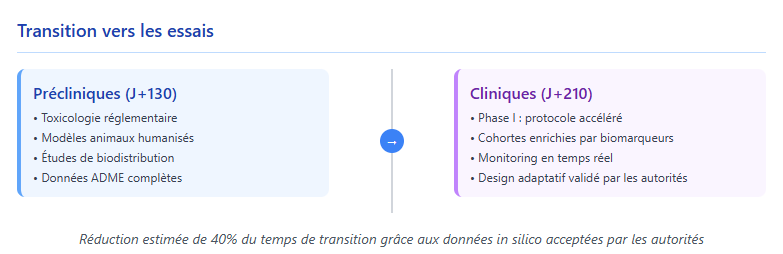 Transition vers les essais
Précliniques (J+130)
• Toxicologie réglementaire
• Modèles animaux humanisés
• Études de biodistribution
• Données ADME complètes
→
Cliniques (J+210)
• Phase I : protocole accéléré
• Cohortes enrichies par biomarqueurs
• Monitoring en temps réel
• Design adaptatif validé par les autorités
Réduction estimée de 40% du temps de transition grâce aux données in silico acceptées par les autorités